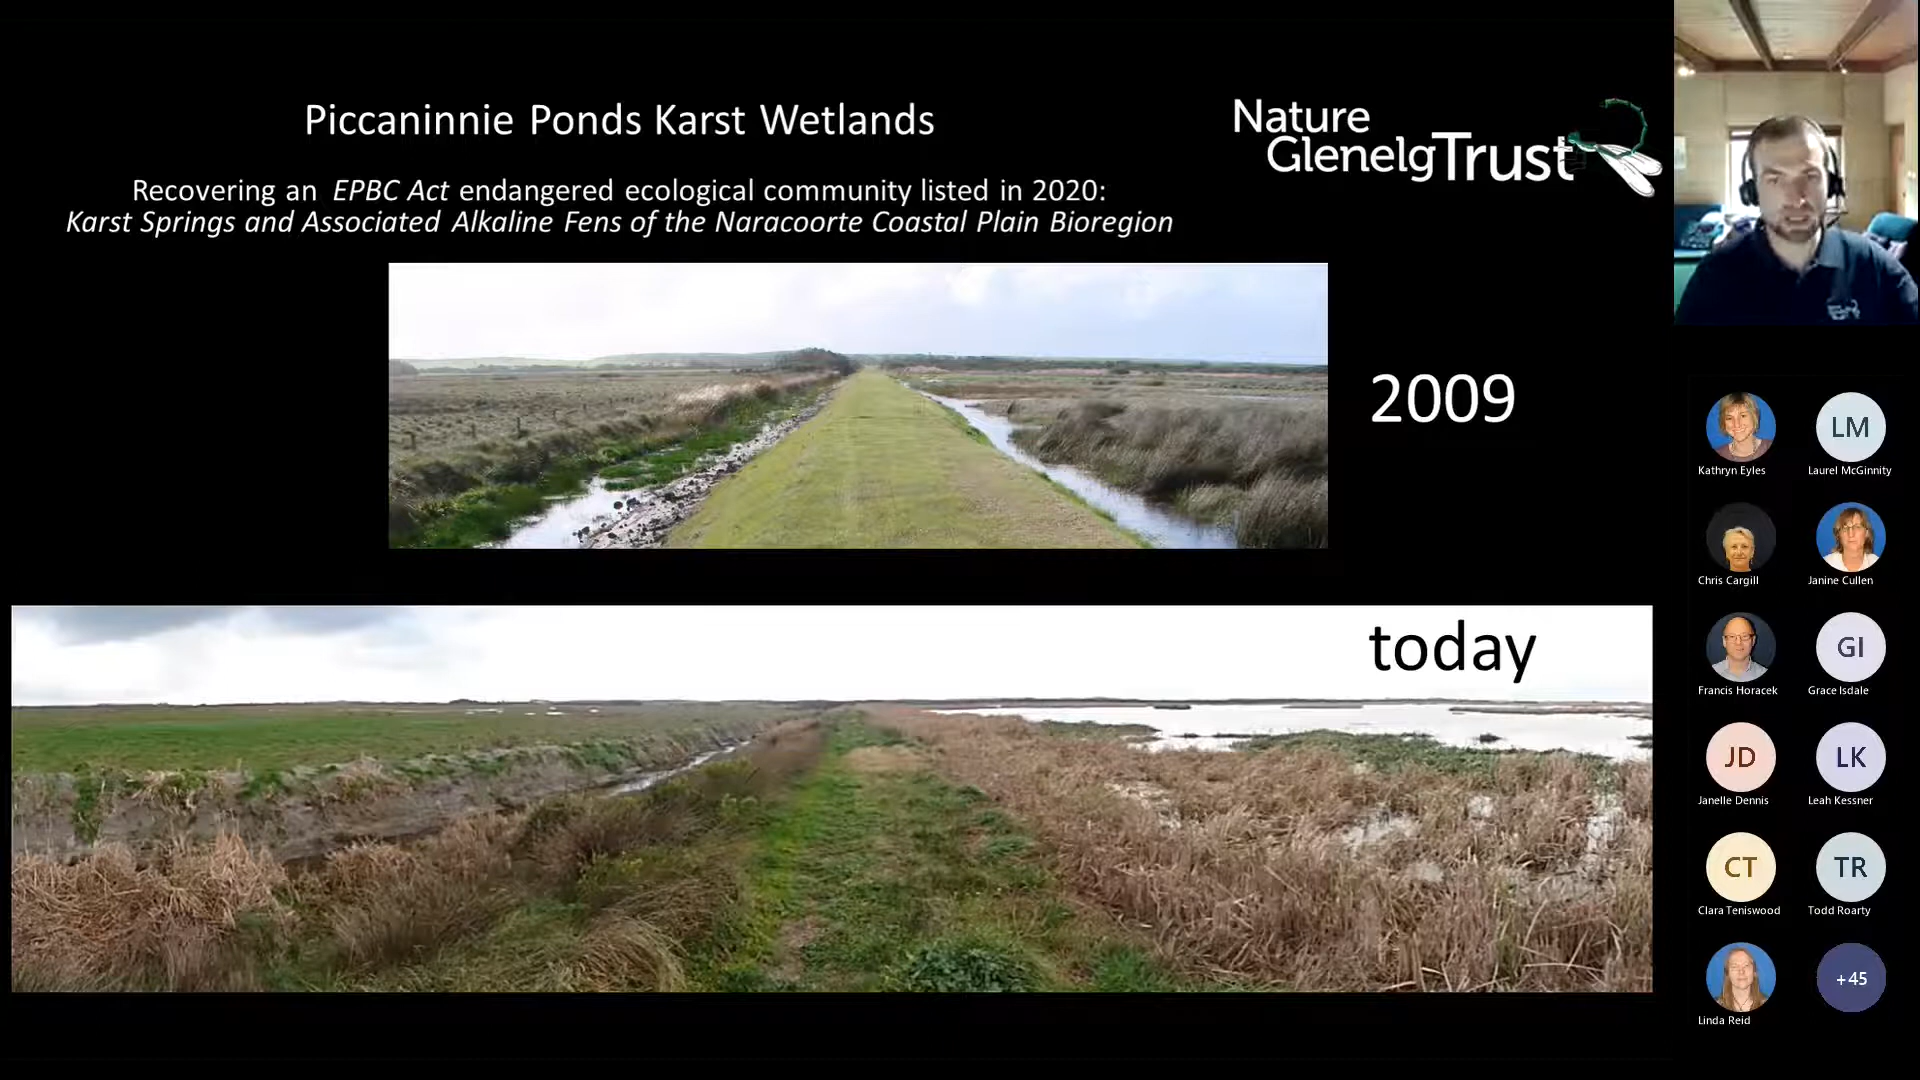 Piccaninnie Ponds Karst Wetlands
Recovering an EPBC Act endangered ecological community listed in 2020:
Karst Springs and Associated Alkaline Fens of the Naracoorte Coastal Plain Bioregion
Nature
GlenelgTrust
2009
today
LM
Kathryn Eyles
Laurel McGinnity
Chris Cargill
Janine Cullen
GI
Francis Horacek
Grace Isdale
JD
LK
Janelle Dennis
Leah Kessner
CT
TR
Clara Teniswood
Todd Roarty
+45
Linda Reid